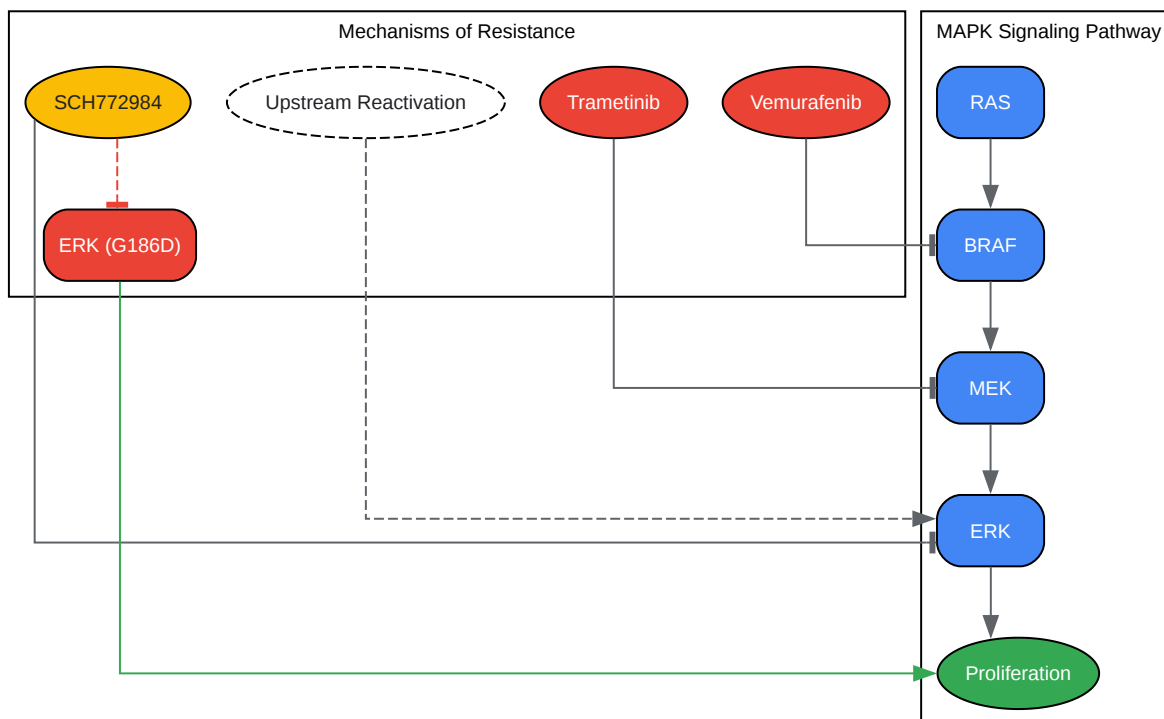 Mechanisms of Resistance
MAPK Signaling Pathway
SCH772984
Upstream Reactivation
Trametinib
Vemurafenib
RAS
ERK (G186D)
BRAF
MEK
ERK
Proliferation